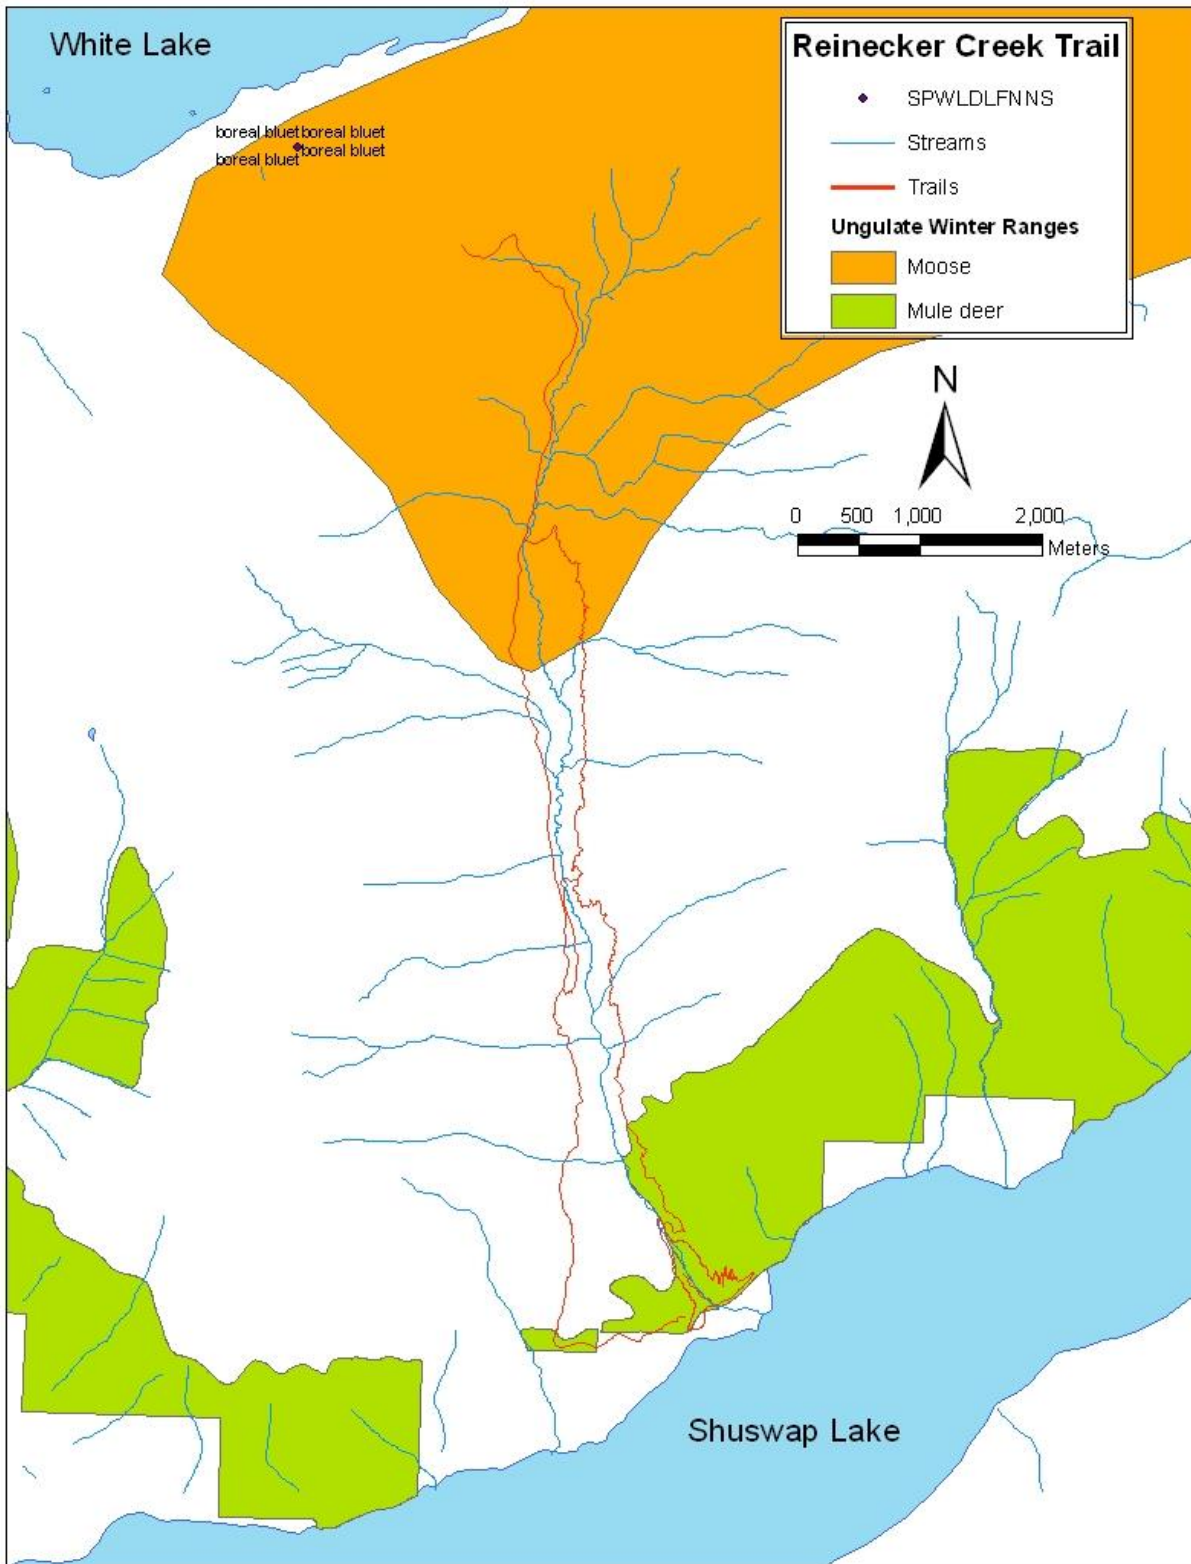 White Lake
Reinecker Creek Trail
SPWLDLFNNS
Streams
Trails
Ungulate Winter Ranges
Moose
Mule deer
boreal bluet boreal bluet
boreal bluet boreal bluet
N
0 500 1,000 2,000
Meters
Shuswap Lake